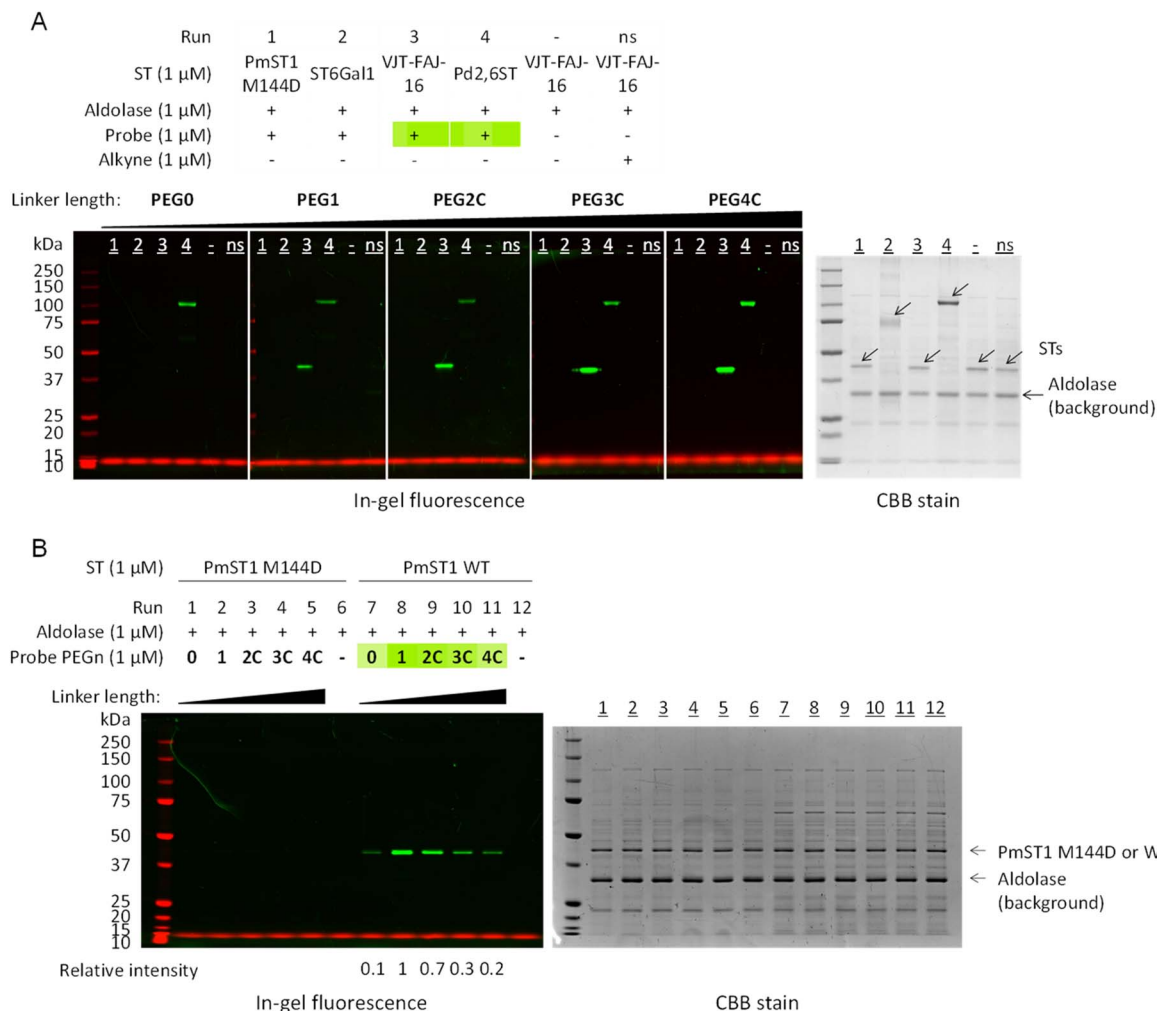 A
Run 1 2 3 4 - ns
ST (1 μM) PmST1 M144D ST6Gal1 VJT-FAJ-16 Pd2,6ST VJT-FAJ-16 VJT-FAJ-16
Aldolase (1 μM) + + + + + +
Probe (1 μM) + + + + - -
Alkyne (1 μM) - - - - - +
Linker length: PEG0 PEG1 PEG2C PEG3C PEG4C
kDa 1 2 3 4 - ns 1 2 3 4 - ns 1 2 3 4 - ns 1 2 3 4 - ns 1 2 3 4 - ns 1 2 3 4 - ns
250
150
100
75
50
37
25
20
15
10
STs
Aldolase
(background)
In-gel fluorescence CBB stain
B
ST (1 μM) PmST1 M144D PmST1 WT
Run 1 2 3 4 5 6 7 8 9 10 11 12
Aldolase (1 μM) + + + + + + + + + + + +
Probe PEGn (1 μM) 0 1 2C 3C 4C - 0 1 2C 3C 4C -
Linker length:
kDa 1 2 3 4 5 6 7 8 9 10 11 12
250
150
100
75
50
37
25
20
15
10
PmST1 M144D or W
Aldolase
(background)
Relative intensity 0.1 1 0.7 0.3 0.2
In-gel fluorescence CBB stain